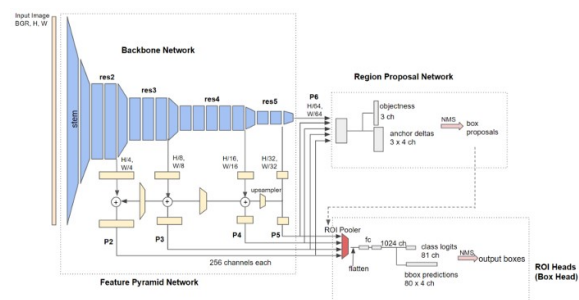 Input Image
BGR, H, W
Backbone Network
stem
res2
res3
res4
res5
P6
H/64,
W/64
H/4,
W/4
H/8,
W/8
H/16,
W/16
H/32,
W/32
upsampler
P2
P3
P4
P5
256 channels each
Feature Pyramid Network
Region Proposal Network
objectness
3 ch
anchor deltas
3 x 4 ch
NMS
box
proposals
ROI Pooler
flatten
fc
1024 ch
class logits
81 ch
bbox predictions
80 x 4 ch
NMS
output boxes
ROI Heads
(Box Head)